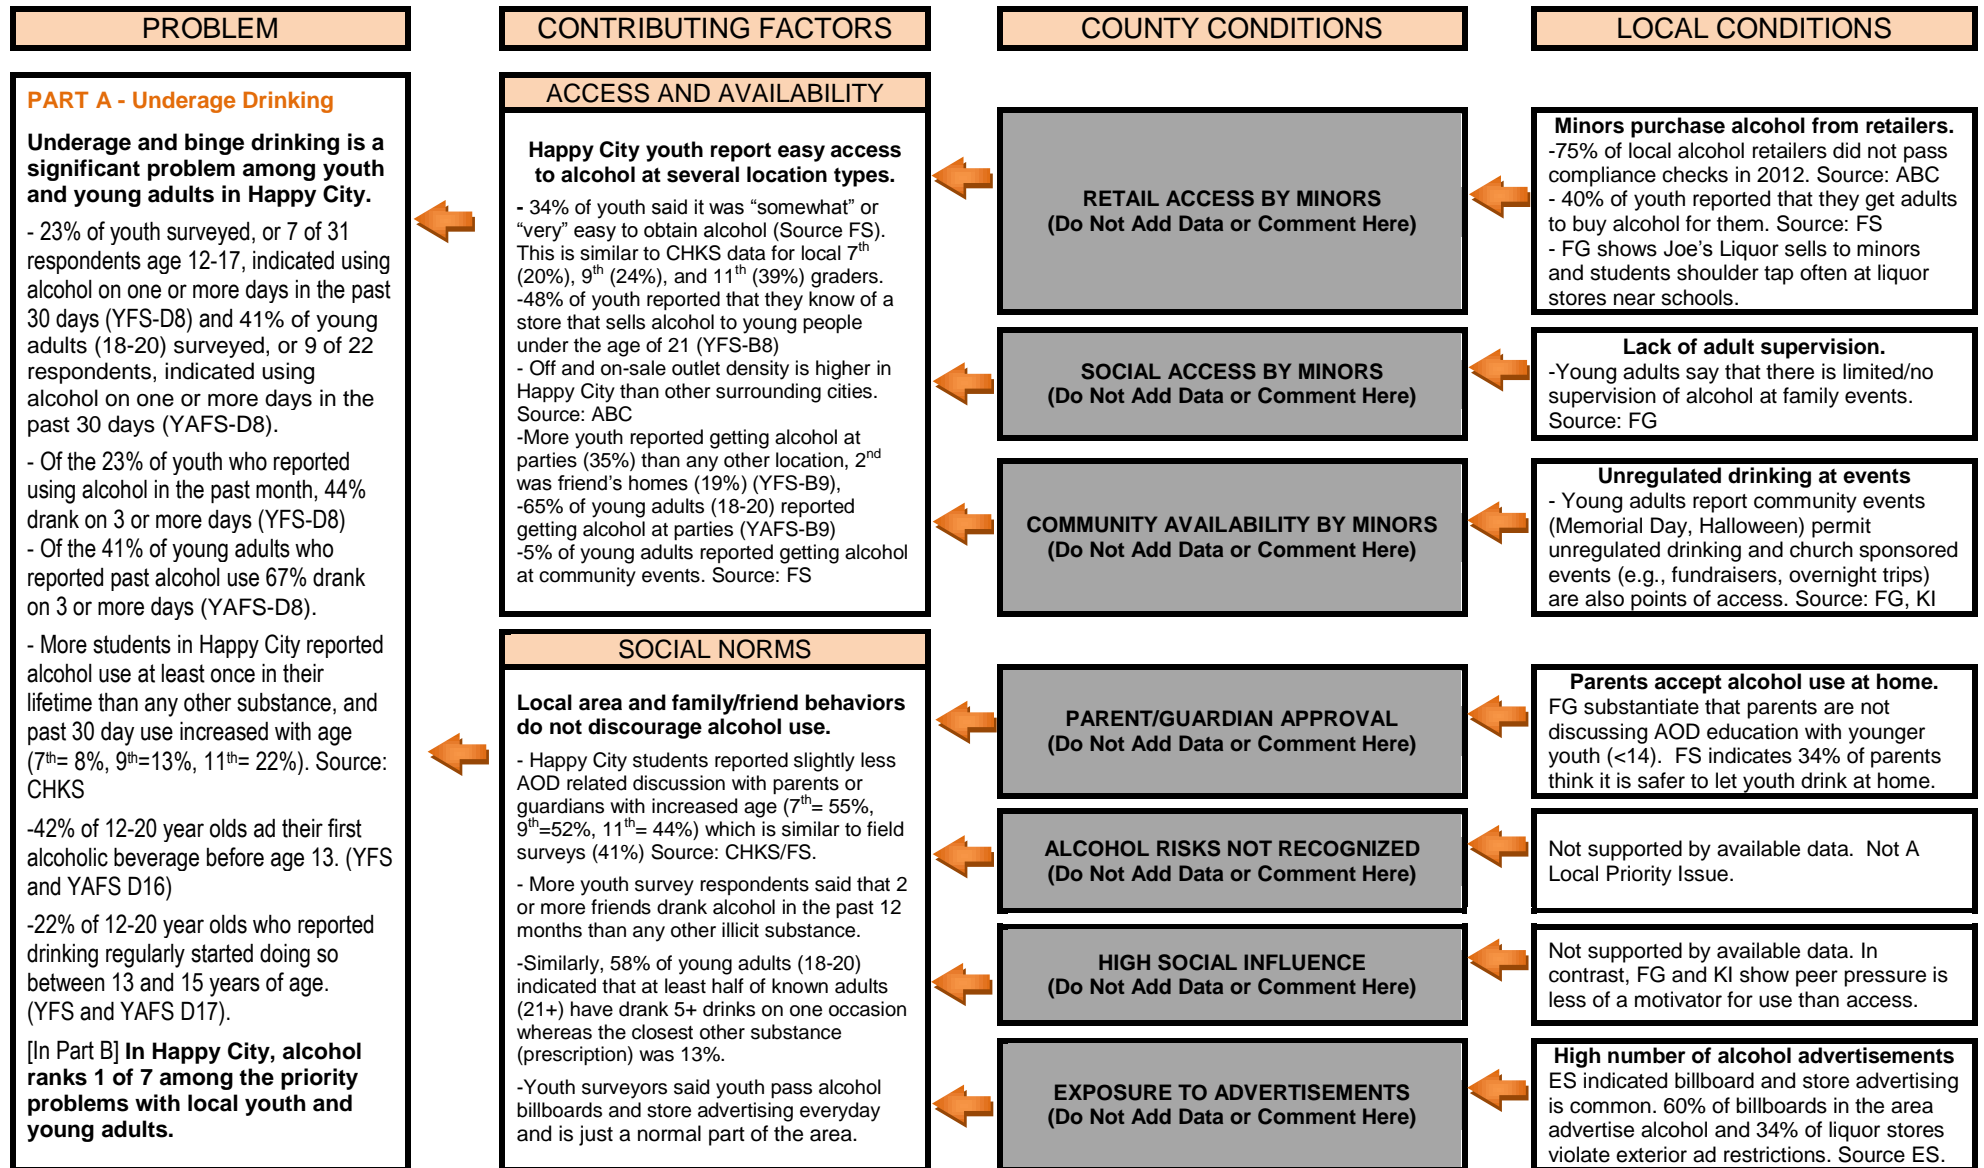 PROBLEM
CONTRIBUTING FACTORS
COUNTY CONDITIONS
LOCAL CONDITIONS
PART A - Underage Drinking
Underage and binge drinking is a
significant problem among youth
and young adults in Happy City.
- 23% of youth surveyed, or 7 of 31
respondents age 12-17, indicated using
alcohol on one or more days in the past
30 days (YFS-D8) and 41% of young
adults (18-20) surveyed, or 9 of 22
respondents, indicated using
alcohol on one or more days in the
past 30 days (YAFS-D8).
- Of the 23% of youth who reported
using alcohol in the past month, 44%
drank on 3 or more days (YFS-D8)
- Of the 41% of young adults who
reported past alcohol use 67% drank
on 3 or more days (YAFS-D8).
- More students in Happy City reported
alcohol use at least once in their
lifetime than any other substance, and
past 30 day use increased with age
(7th= 8%, 9th=13%, 11th= 22%). Source:
CHKS
-42% of 12-20 year olds ad their first
alcoholic beverage before age 13. (YFS
and YAFS D16)
-22% of 12-20 year olds who reported
drinking regularly started doing so
between 13 and 15 years of age.
(YFS and YAFS D17).
[In Part B] In Happy City, alcohol
ranks 1 of 7 among the priority
problems with local youth and
young adults.
ACCESS AND AVAILABILITY
Happy City youth report easy access
to alcohol at several location types.
- 34% of youth said it was “somewhat” or
“very” easy to obtain alcohol (Source FS).
This is similar to CHKS data for local 7th
(20%), 9th (24%), and 11th (39%) graders.
-48% of youth reported that they know of a
store that sells alcohol to young people
under the age of 21 (YFS-B8)
- Off and on-sale outlet density is higher in
Happy City than other surrounding cities.
Source: ABC
-More youth reported getting alcohol at
parties (35%) than any other location, 2nd
was friend’s homes (19%) (YFS-B9),
-65% of young adults (18-20) reported
getting alcohol at parties (YAFS-B9)
-5% of young adults reported getting alcohol
at community events. Source: FS
SOCIAL NORMS
Local area and family/friend behaviors
do not discourage alcohol use.
- Happy City students reported slightly less
AOD related discussion with parents or
guardians with increased age (7th= 55%,
9th=52%, 11th= 44%) which is similar to field
surveys (41%) Source: CHKS/FS.
- More youth survey respondents said that 2
or more friends drank alcohol in the past 12
months than any other illicit substance.
-Similarly, 58% of young adults (18-20)
indicated that at least half of known adults
(21+) have drank 5+ drinks on one occasion
whereas the closest other substance
(prescription) was 13%.
-Youth surveyors said youth pass alcohol
billboards and store advertising everyday
and is just a normal part of the area.
RETAIL ACCESS BY MINORS
(Do Not Add Data or Comment Here)
SOCIAL ACCESS BY MINORS
(Do Not Add Data or Comment Here)
COMMUNITY AVAILABILITY BY MINORS
(Do Not Add Data or Comment Here)
PARENT/GUARDIAN APPROVAL
(Do Not Add Data or Comment Here)
ALCOHOL RISKS NOT RECOGNIZED
(Do Not Add Data or Comment Here)
HIGH SOCIAL INFLUENCE
(Do Not Add Data or Comment Here)
EXPOSURE TO ADVERTISEMENTS
(Do Not Add Data or Comment Here)
Minors purchase alcohol from retailers.
-75% of local alcohol retailers did not pass
compliance checks in 2012. Source: ABC
- 40% of youth reported that they get adults
to buy alcohol for them. Source: FS
- FG shows Joe’s Liquor sells to minors
and students shoulder tap often at liquor
stores near schools.
Lack of adult supervision.
-Young adults say that there is limited/no
supervision of alcohol at family events.
Source: FG
Unregulated drinking at events
- Young adults report community events
(Memorial Day, Halloween) permit
unregulated drinking and church sponsored
events (e.g., fundraisers, overnight trips)
are also points of access. Source: FG, KI
Parents accept alcohol use at home.
FG substantiate that parents are not
discussing AOD education with younger
youth (<14). FS indicates 34% of parents
think it is safer to let youth drink at home.
Not supported by available data. Not A
Local Priority Issue.
Not supported by available data. In
contrast, FG and KI show peer pressure is
less of a motivator for use than access.
High number of alcohol advertisements
ES indicated billboard and store advertising
is common. 60% of billboards in the area
advertise alcohol and 34% of liquor stores
violate exterior ad restrictions. Source ES.